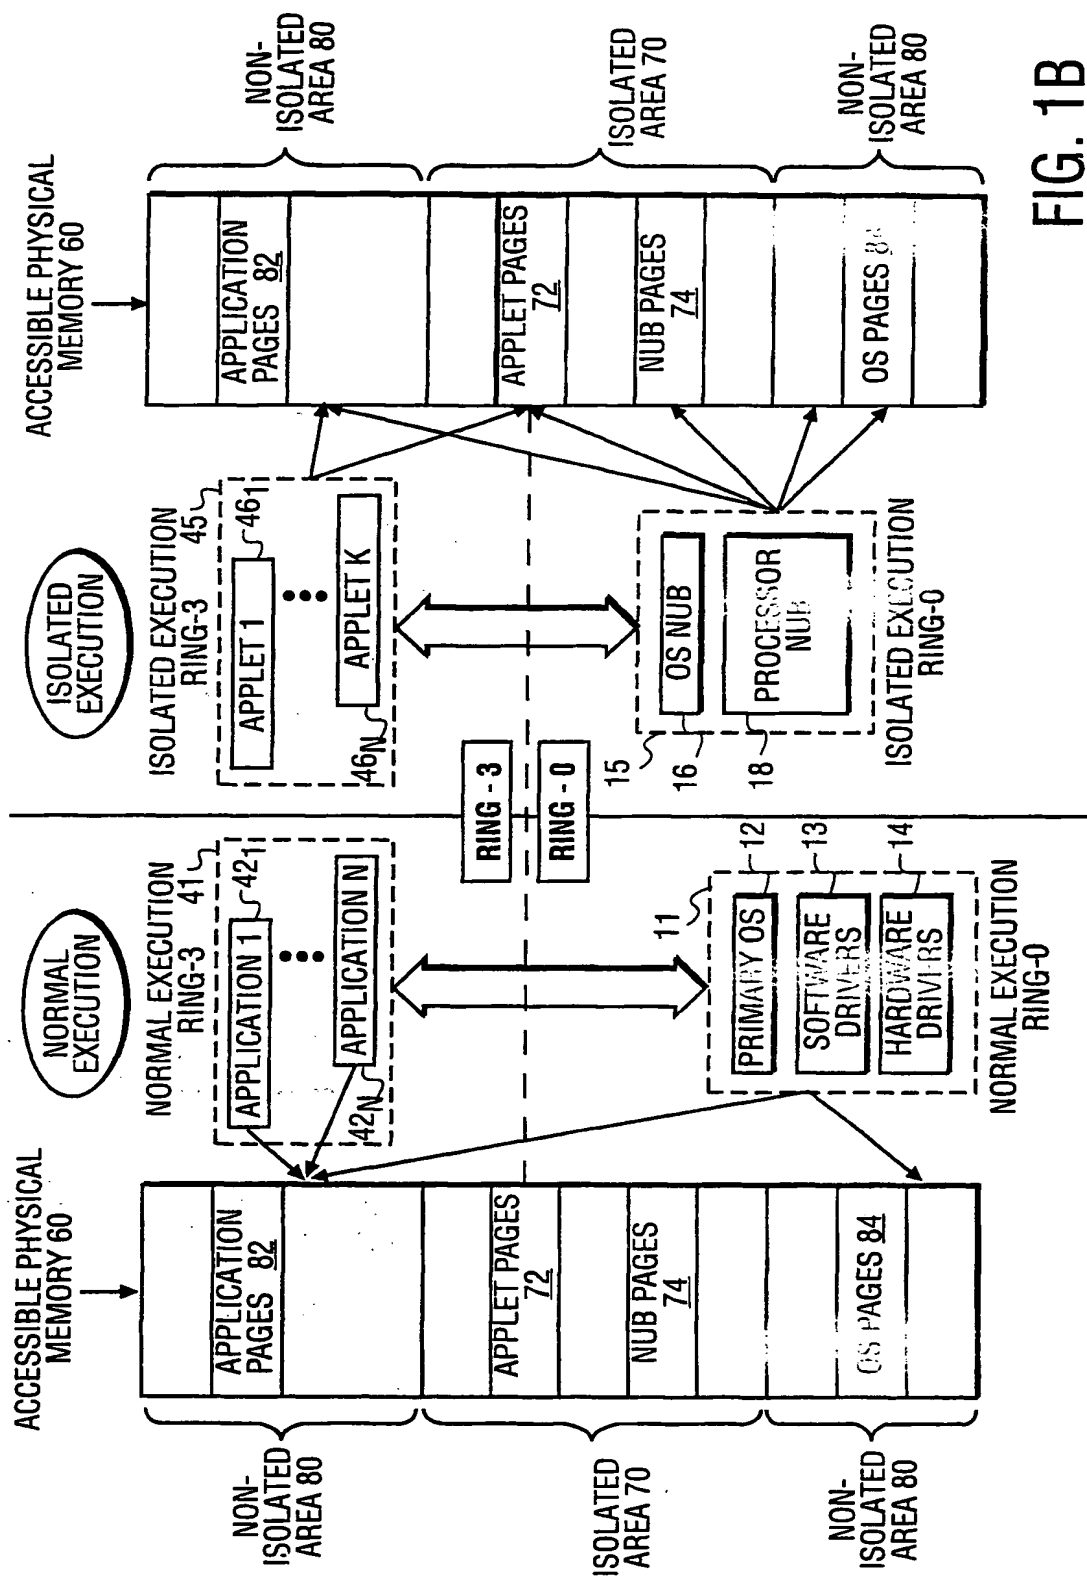 ACCESSIBLE PHYSICAL
MEMORY 60
NON-
ISOLATED
AREA 80
APPLICATION
PAGES 82
ISOLATED
AREA 70
APPLET PAGES
72
NUB PAGES
74
NON-
ISOLATED
AREA 80
OS PAGES 84
NORMAL
EXECUTION
NORMAL EXECUTION
RING-3
41
APPLICATION 1
42₁
APPLICATION N
42N
11
PRIMARY OS
12
SOFTWARE
DRIVERS
13
HARDWARE
DRIVERS
14
NORMAL EXECUTION
RING-0
RING - 3
RING - 0
ISOLATED
EXECUTION
ISOLATED EXECUTION
RING-3
45
APPLET 1
46₁
APPLET K
46N
15
OS NUB
16
PROCESSOR
NUB
18
ISOLATED EXECUTION
RING-0
ACCESSIBLE PHYSICAL
MEMORY 60
APPLICATION
PAGES 82
NON-
ISOLATED
AREA 80
APPLET PAGES
72
NUB PAGES
74
ISOLATED
AREA 70
OS PAGES
NON-
ISOLATED
AREA 80
FIG. 1B